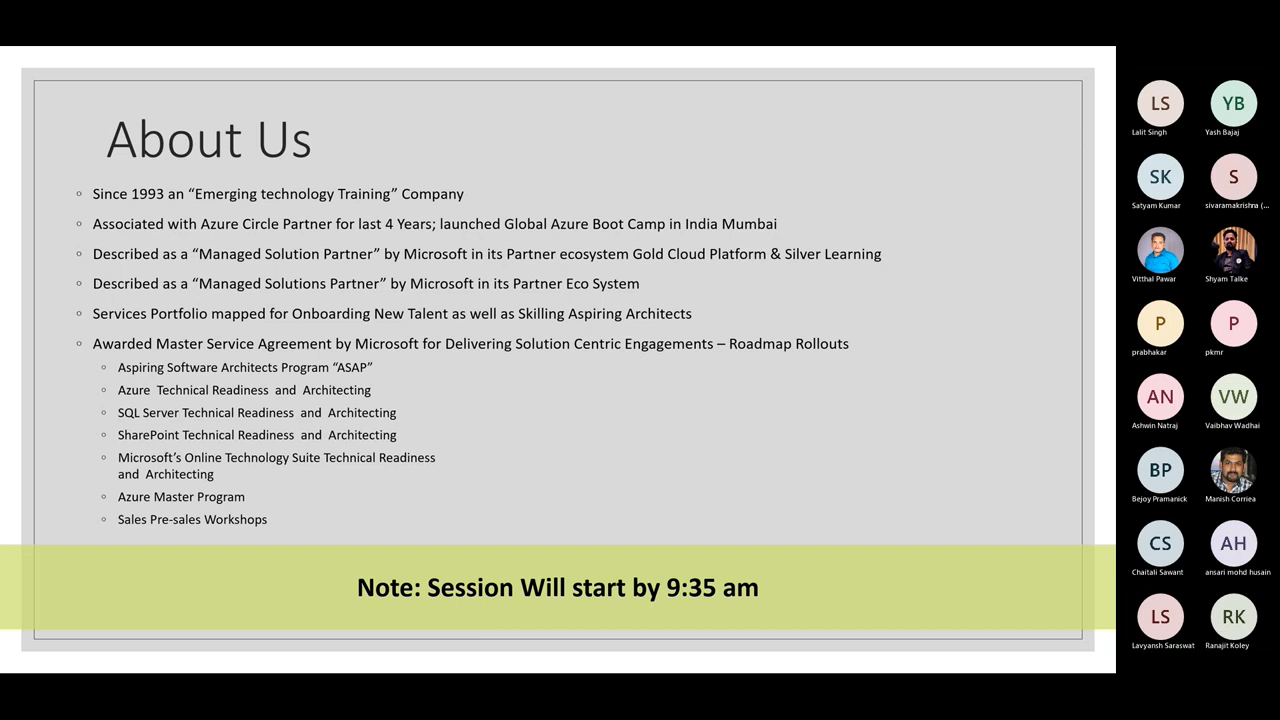 About Us
Since 1993 an “Emerging technology Training” Company
Associated with Azure Circle Partner for last 4 Years; launched Global Azure Boot Camp in India Mumbai
Described as a “Managed Solution Partner” by Microsoft in its Partner ecosystem Gold Cloud Platform & Silver Learning
Described as a “Managed Solutions Partner” by Microsoft in its Partner Eco System
Services Portfolio mapped for Onboarding New Talent as well as Skilling Aspiring Architects
Awarded Master Service Agreement by Microsoft for Delivering Solution Centric Engagements – Roadmap Rollouts
Aspiring Software Architects Program “ASAP”
Azure Technical Readiness and Architecting
SQL Server Technical Readiness and Architecting
SharePoint Technical Readiness and Architecting
Microsoft’s Online Technology Suite Technical Readiness
and Architecting
Azure Master Program
Sales Pre-sales Workshops
Note: Session Will start by 9:35 am
LS YB
Lalit Singh Yash Bajaj
SK S
Satyam Kumar sivaramakrishna (...
Vitthal Pawar Shyam Talke
P P
prabhakar pkmr
AN VW
Ashwin Natraj Vaibhav Wadhai
BP
Bejoy Pramanick Manish Corriea
CS AH
Chaitali Sawant ansari mohd husain
LS RK
Lavyansh Saraswat Ranajit Koley